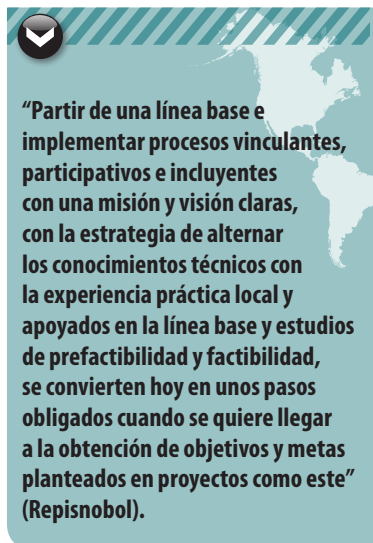 “Partir de una línea base e
implementar procesos vinculantes,
participativos e incluyentes
con una misión y visión claras,
con la estrategia de alternar
los conocimientos técnicos con
la experiencia práctica local y
apoyados en la línea base y estudios
de prefactibilidad y factibilidad,
se convierten hoy en unos pasos
obligados cuando se quiere llegar
a la obtención de objetivos y metas
planteados en proyectos como este”
(Repisnobol).